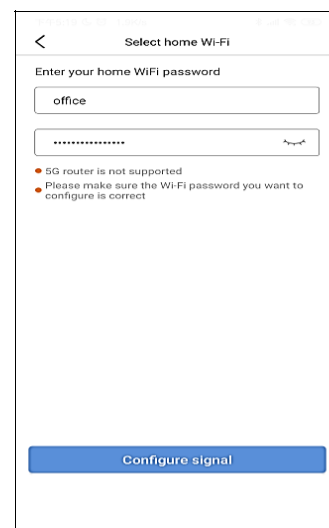 Select home Wi-Fi
Enter your home WiFi password
office
•••••••••••••••
5G router is not supported
Please make sure the Wi-Fi password you want to
configure is correct
Configure signal